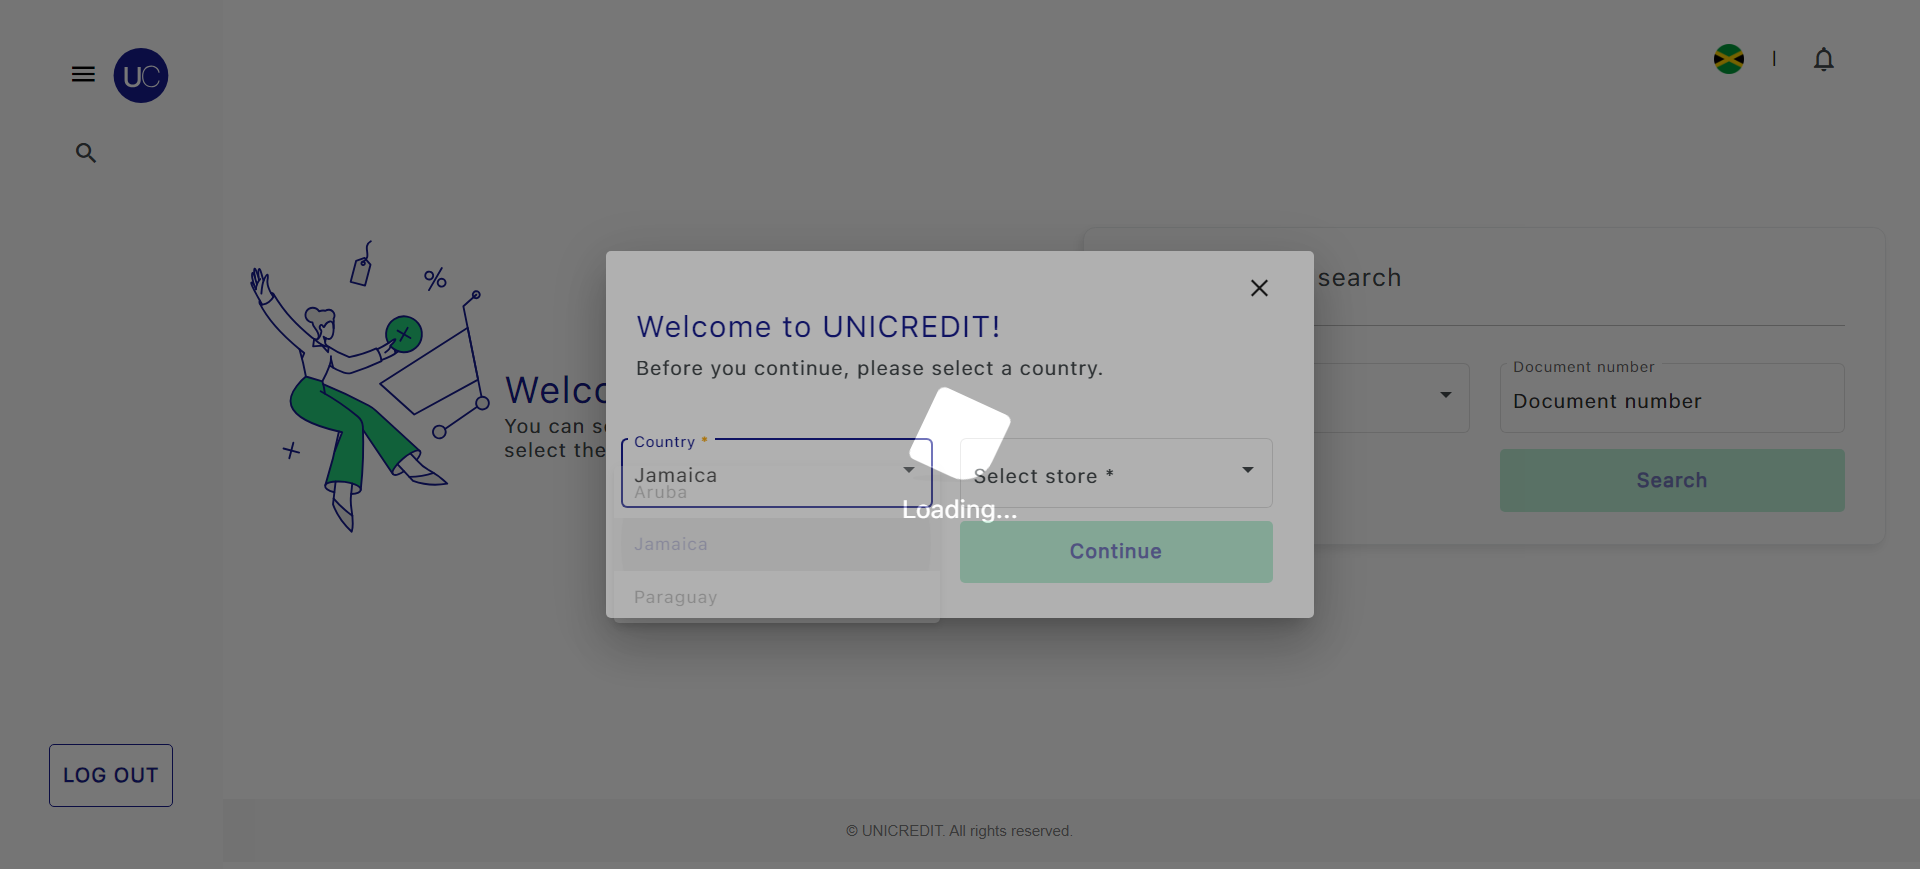 UC
search
Welcome to UNICREDIT!
Before you continue, please select a country.
Document number
Document number
Welco
You can s
select the
Country *
Jamaica
Select store *
Aruba
Loading...
Search
Jamaica
Continue
Paraguay
LOG OUT
© UNICREDIT. All rights reserved.